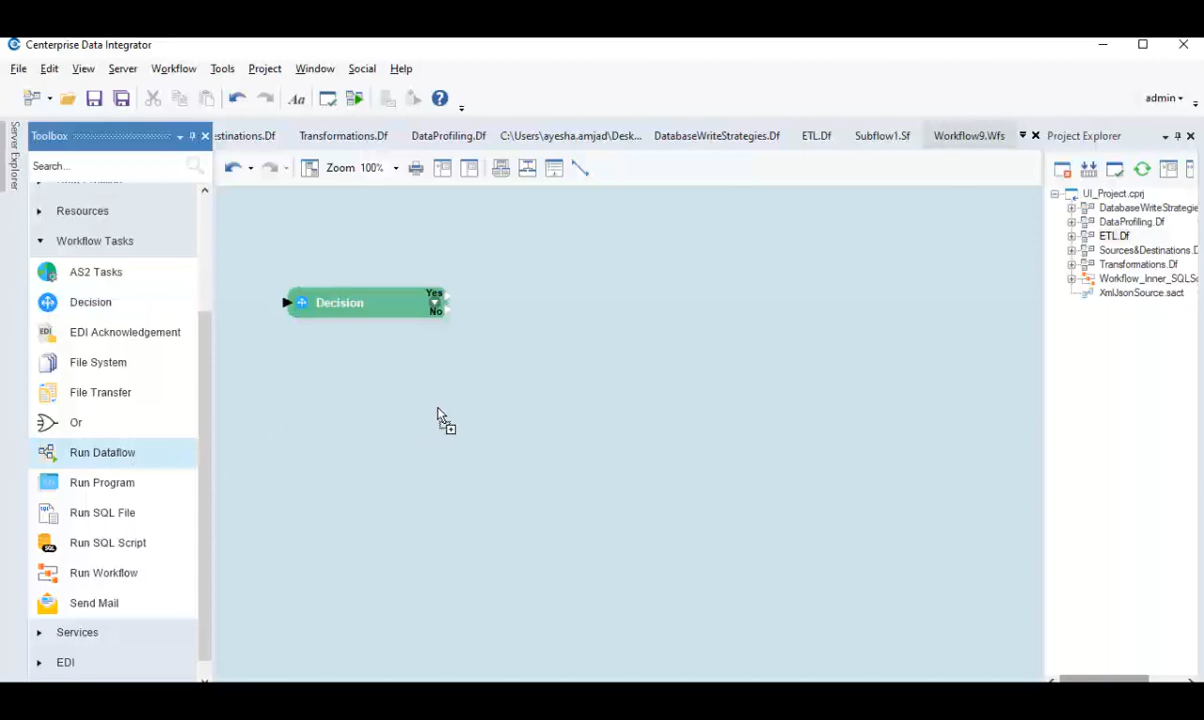 Centerprise Data Integrator
File Edit View Server Workflow Tools Project Window Social Help
Aa admin
Server Explorer
Toolbox
estinations.Df Transformations.Df DataProfiling.Df C:\Users\ayesha.amjad\Desk... DatabaseWriteStrategies.Df ETL.Df Subflow1.Sf Workflow9.Wfs
Project Explorer
Search...
Zoom 100%
Resources
Workflow Tasks
AS2 Tasks
Decision
EDI Acknowledgement
File System
File Transfer
Or
Run Dataflow
Run Program
Run SQL File
Run SQL Script
Run Workflow
Send Mail
Services
EDI
Decision
Yes
No
UI_Project.cprj
DatabaseWriteStrategie
DataProfiling.Df
ETL.Df
Sources&Destinations.D
Transformations.Df
Workflow_Inner_SQLSc
XmlJsonSource.sact